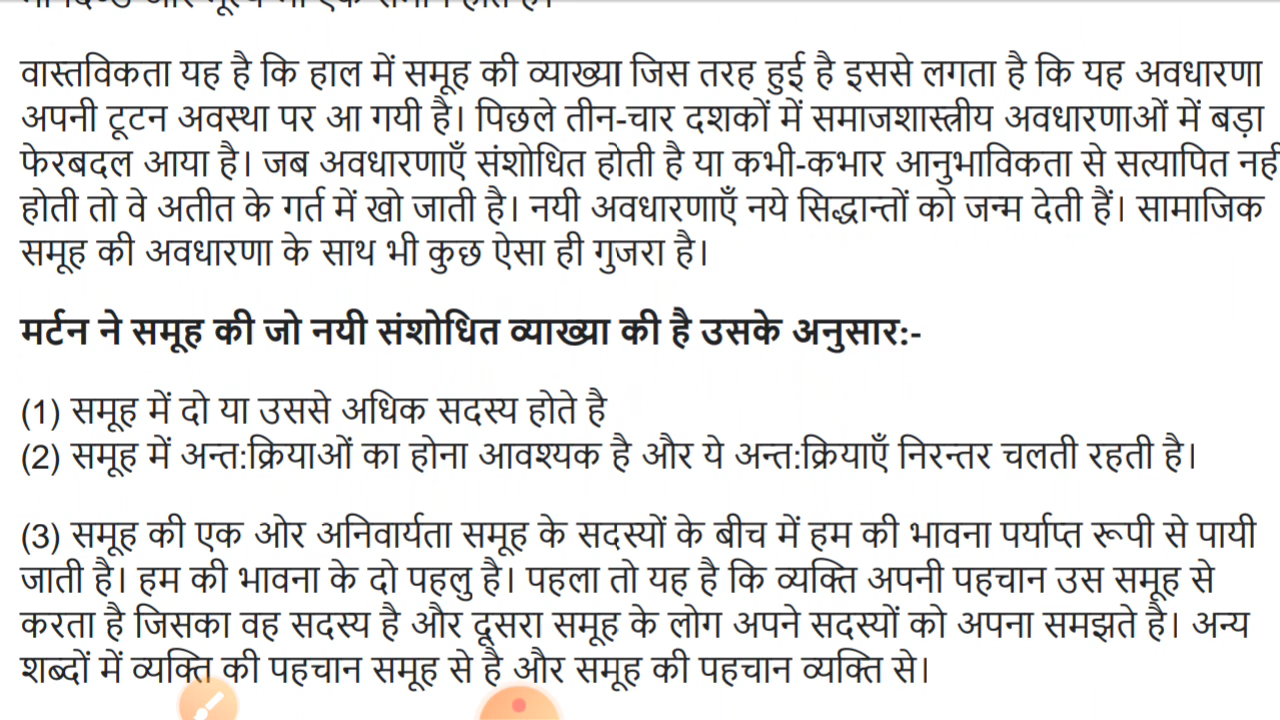 वास्तविकता यह है कि हाल में समूह की व्याख्या जिस तरह हुई है इससे लगता है कि यह अवधारणा
अपनी टूटन अवस्था पर आ गयी है। पिछले तीन-चार दशकों में समाजशास्त्रीय अवधारणाओं में बड़ा
फेरबदल आया है। जब अवधारणाएँ संशोधित होती है या कभी-कभार आनुभाविकता से सत्यापित नहीं
होती तो वे अतीत के गर्त में खो जाती है। नयी अवधारणाएँ नये सिद्धान्तों को जन्म देती हैं। सामाजिक
समूह की अवधारणा के साथ भी कुछ ऐसा ही गुजरा है।
मर्टन ने समूह की जो नयी संशोधित व्याख्या की है उसके अनुसार:-
(1) समूह में दो या उससे अधिक सदस्य होते है
(2) समूह में अन्त:क्रियाओं का होना आवश्यक है और ये अन्त:क्रियाएँ निरन्तर चलती रहती है।
(3) समूह की एक ओर अनिवार्यता समूह के सदस्यों के बीच में हम की भावना पर्याप्त रूपी से पायी
जाती है। हम की भावना के दो पहलु है। पहला तो यह है कि व्यक्ति अपनी पहचान उस समूह से
करता है जिसका वह सदस्य है और दूसरा समूह के लोग अपने सदस्यों को अपना समझते है। अन्य
शब्दों में व्यक्ति की पहचान समूह से है और समूह की पहचान व्यक्ति से।